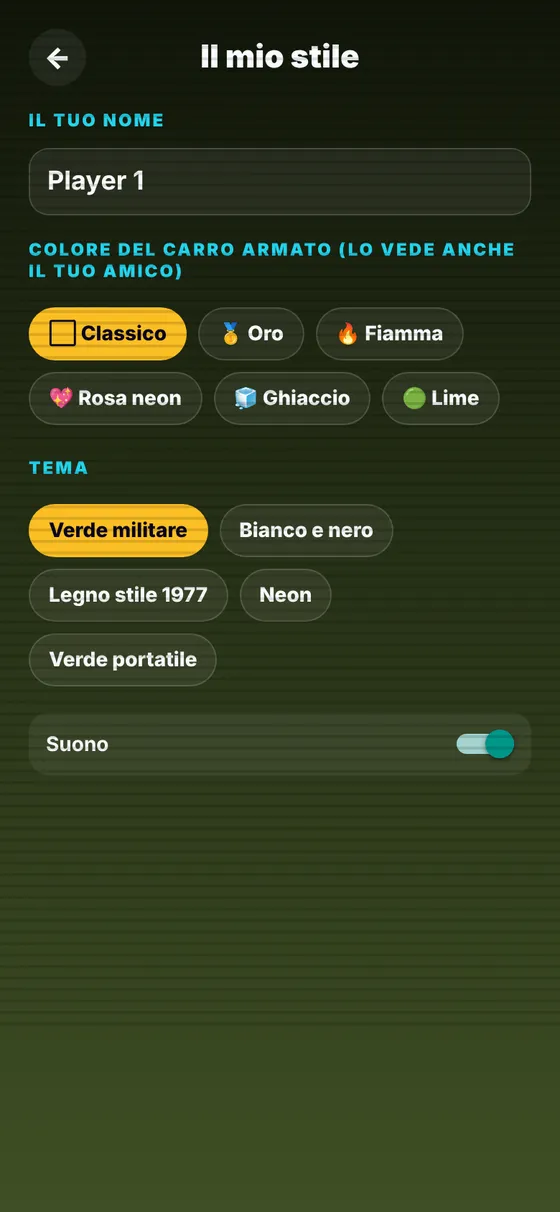 Il mio stile
IL TUO NOME
Player 1
COLORE DEL CARRO ARMATO (LO VEDE ANCHE
IL TUO AMICO)
Classico
🥇 Oro
🔥 Fiamma
💖 Rosa neon
🧊 Ghiaccio
🟢 Lime
TEMA
Verde militare
Bianco e nero
Legno stile 1977
Neon
Verde portatile
Suono